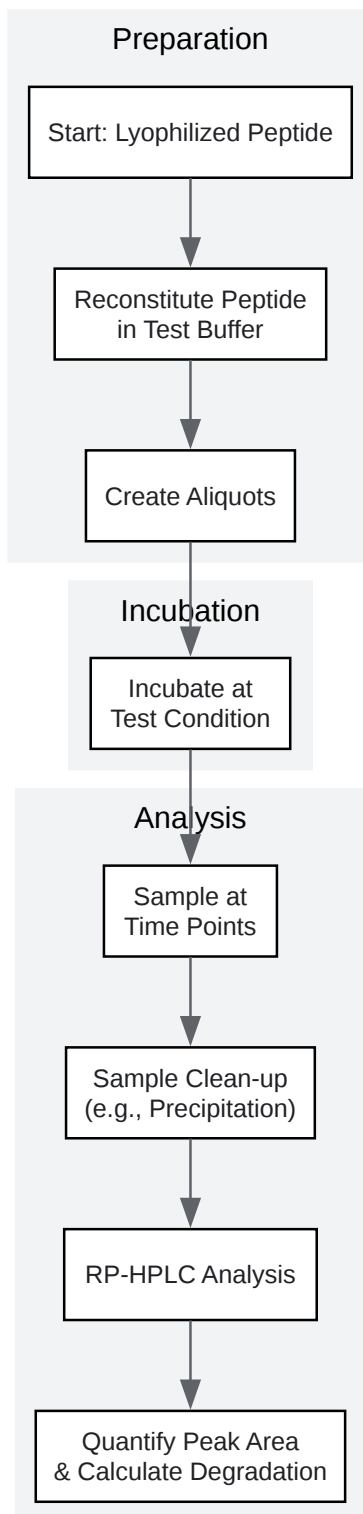 Preparation
Start: Lyophilized Peptide
Reconstitute Peptide
in Test Buffer
Create Aliquots
Incubation
Incubate at
Test Condition
Analysis
Sample at
Time Points
Sample Clean-up
(e.g., Precipitation)
RP-HPLC Analysis
Quantify Peak Area
& Calculate Degradation